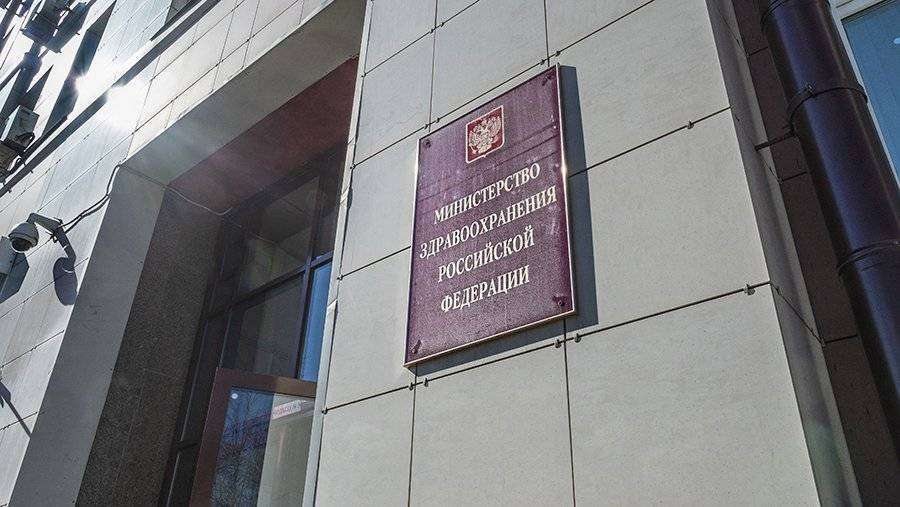 МИНИСТЕРСТВО
ЗДРАВООХРАНЕНИЯ
РОССИЙСКОЙ
ФЕДЕРАЦИИ